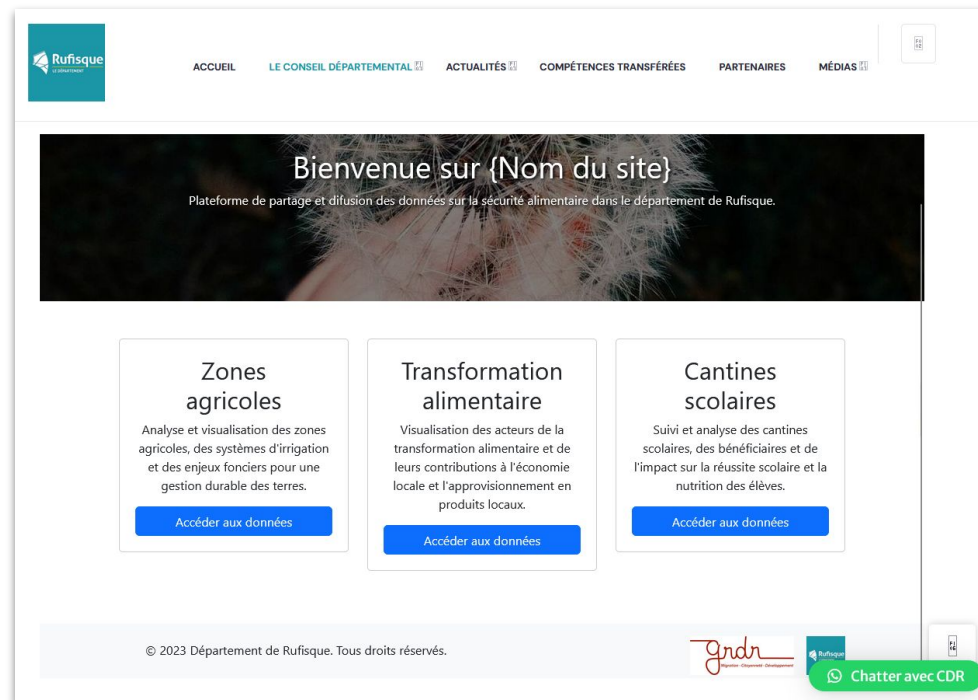 Rufisque
LE DÉPARTEMENT
ACCUEIL
LE CONSEIL DÉPARTEMENTAL
ACTUALITÉS
COMPÉTENCES TRANSFÉRÉES
PARTENAIRES
MÉDIAS
Bienvenue sur {Nom du site}
Plateforme de partage et difusion des données sur la sécurité alimentaire dans le département de Rufisque.
Zones
agricoles
Analyse et visualisation des zones
agricoles, des systèmes d'irrigation
et des enjeux fonciers pour une
gestion durable des terres.
Accéder aux données
Transformation
alimentaire
Visualisation des acteurs de la
transformation alimentaire et de
leurs contributions à l'économie
locale et l'approvisionnement en
produits locaux.
Accéder aux données
Cantines
scolaires
Suivi et analyse des cantines
scolaires, des bénéficiaires et de
l'impact sur la réussite scolaire et la
nutrition des élèves.
Accéder aux données
© 2023 Département de Rufisque. Tous droits réservés.
grdr
Migration - Citoyenneté - Développement
Rufisque
Chatter avec CDR